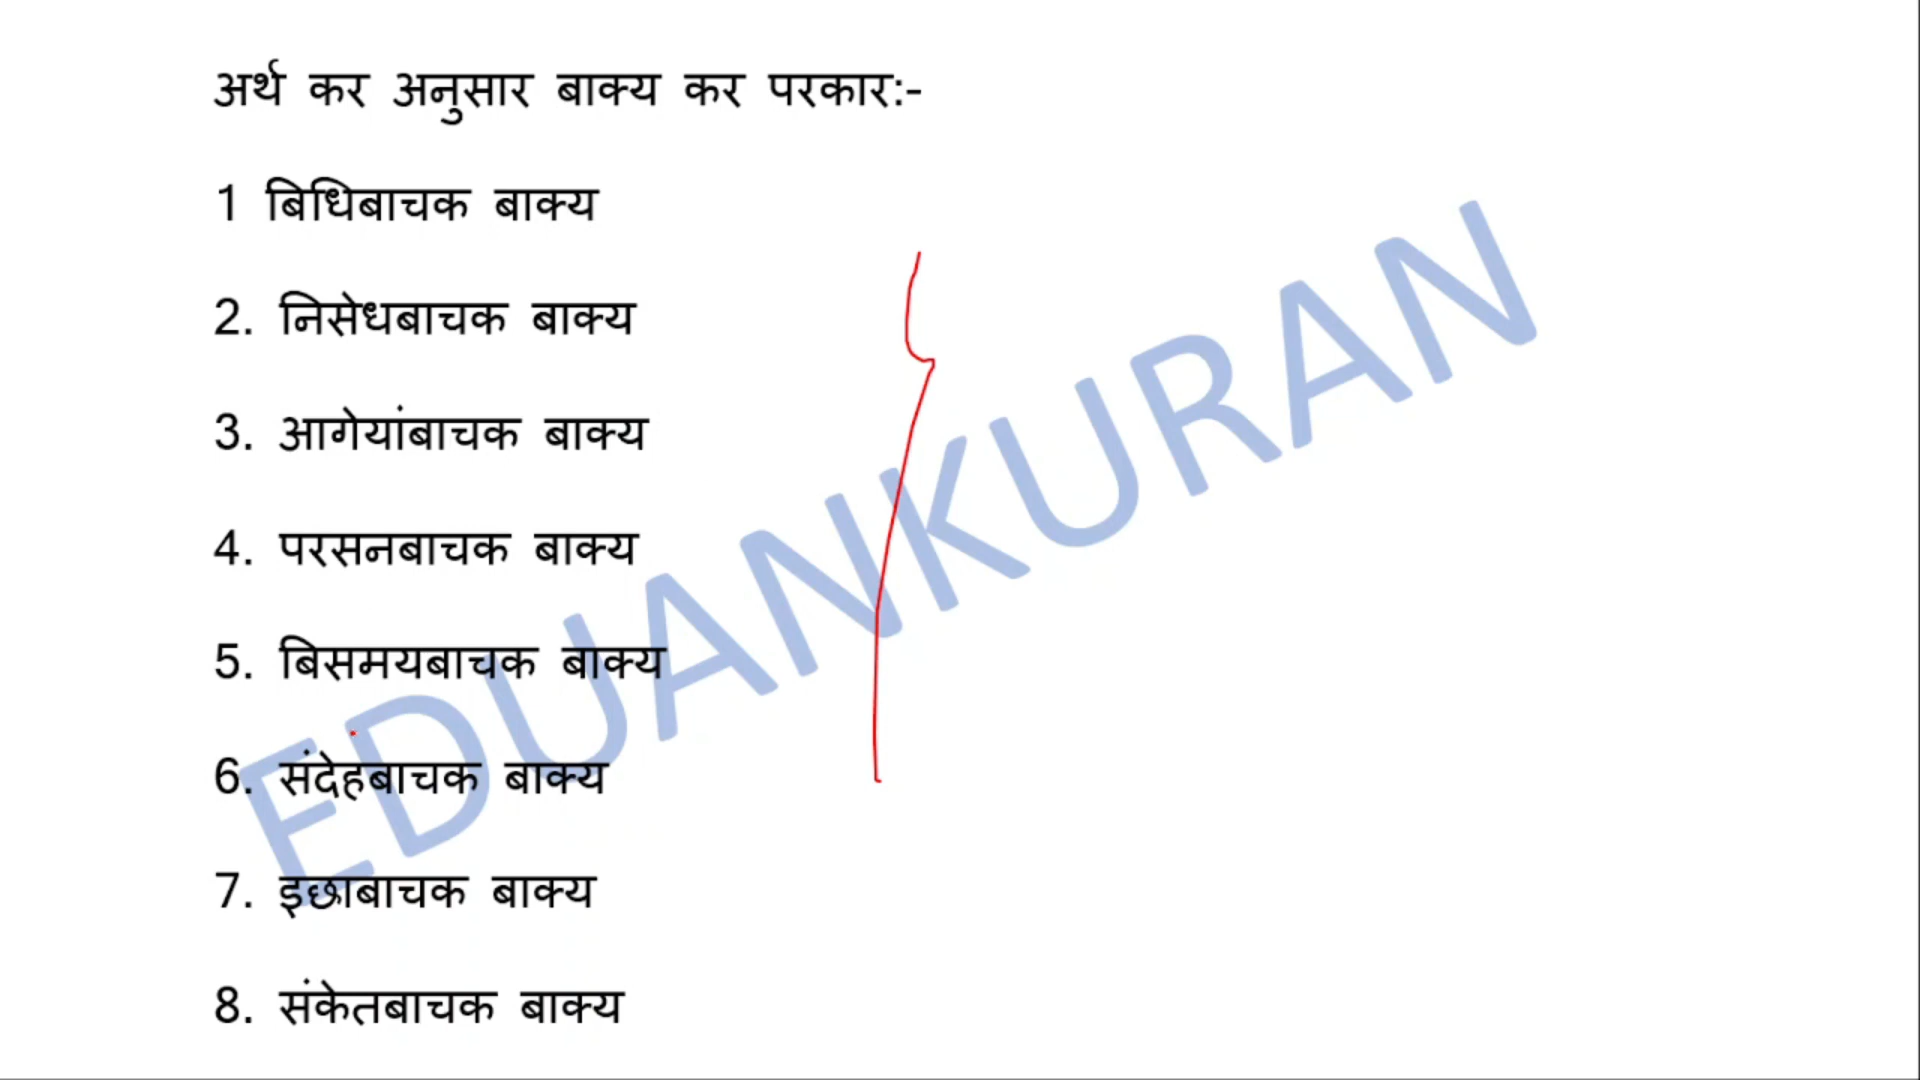 अर्थ कर अनुसार बाक्य कर परकार:-
1 बिधिबाचक बाक्य
2. निसेधबाचक बाक्य
3. आगेयांबाचक बाक्य
4. परसनबाचक बाक्य
5. बिसमयबाचक बाक्य
6. संदेहबाचक बाक्य
7. इछाबाचक बाक्य
8. संकेतबाचक बाक्य
EDUANKURAN